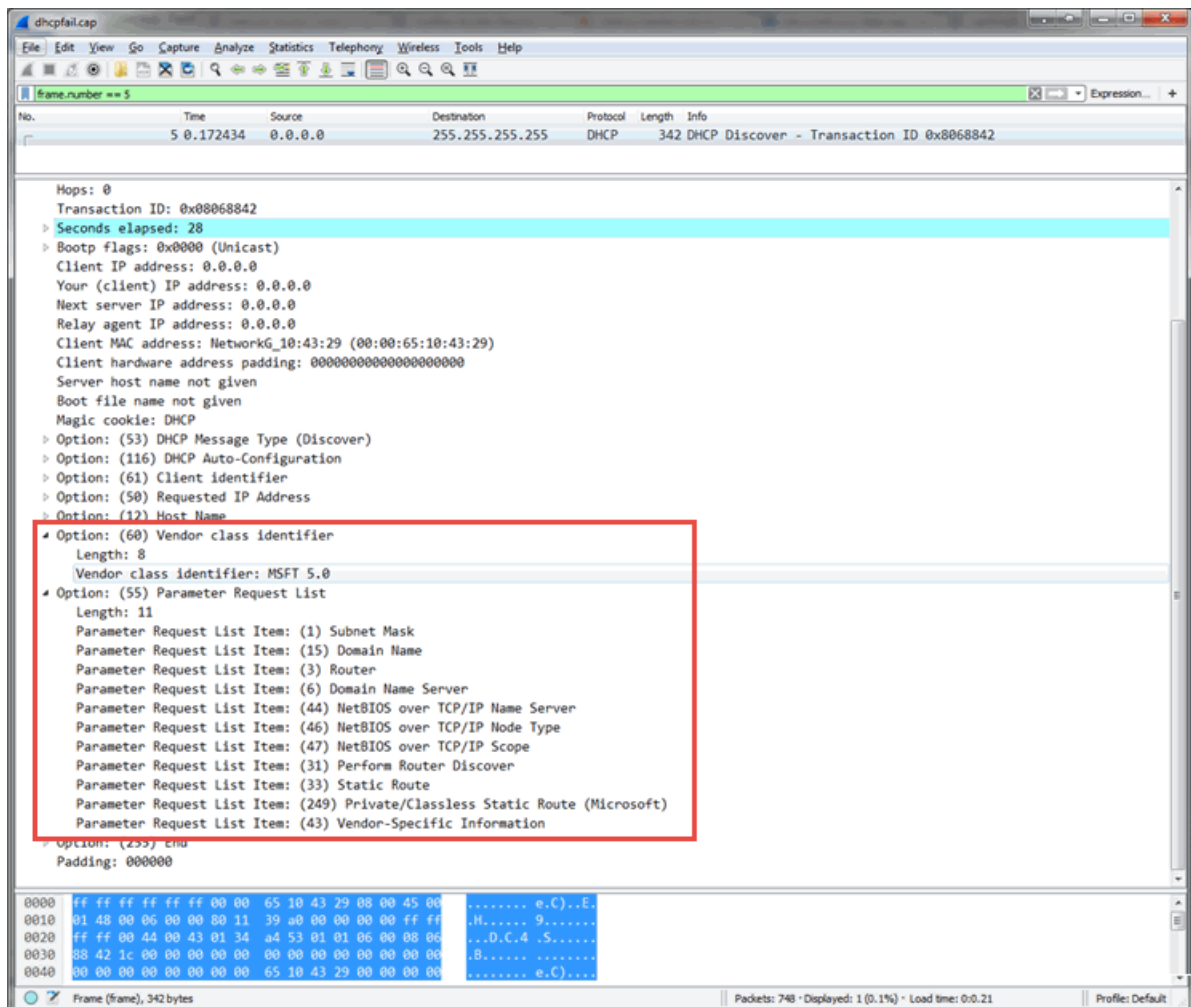 dhcpfail.cap
File Edit View Go Capture Analyze Statistics Telephony Wireless Tools Help
frame.number == 5
Expression... +
No. Time Source Destination Protocol Length Info
5 0.172434 0.0.0.0 255.255.255.255 DHCP 342 DHCP Discover - Transaction ID 0x8068842
Hops: 0
Transaction ID: 0x08068842
Seconds elapsed: 28
Bootp flags: 0x0000 (Unicast)
Client IP address: 0.0.0.0
Your (client) IP address: 0.0.0.0
Next server IP address: 0.0.0.0
Relay agent IP address: 0.0.0.0
Client MAC address: NetworkG_10:43:29 (00:00:65:10:43:29)
Client hardware address padding: 00000000000000000000
Server host name not given
Boot file name not given
Magic cookie: DHCP
Option: (53) DHCP Message Type (Discover)
Option: (116) DHCP Auto-Configuration
Option: (61) Client identifier
Option: (50) Requested IP Address
Option: (12) Host Name
Option: (60) Vendor class identifier
Length: 8
Vendor class identifier: MSFT 5.0
Option: (55) Parameter Request List
Length: 11
Parameter Request List Item: (1) Subnet Mask
Parameter Request List Item: (15) Domain Name
Parameter Request List Item: (3) Router
Parameter Request List Item: (6) Domain Name Server
Parameter Request List Item: (44) NetBIOS over TCP/IP Name Server
Parameter Request List Item: (46) NetBIOS over TCP/IP Node Type
Parameter Request List Item: (47) NetBIOS over TCP/IP Scope
Parameter Request List Item: (31) Perform Router Discover
Parameter Request List Item: (33) Static Route
Parameter Request List Item: (249) Private/Classless Static Route (Microsoft)
Parameter Request List Item: (43) Vendor-Specific Information
Option: (255) End
Padding: 000000
0000 ff ff ff ff ff ff 00 00 65 10 43 29 08 00 45 00 ........ e.C)..E.
0010 01 48 00 06 00 00 80 11 39 a0 00 00 00 00 ff ff .H...... 9.......
0020 ff ff 00 44 00 43 01 34 a4 53 01 01 06 00 08 06 ...D.C.4 .S......
0030 88 42 1c 00 00 00 00 00 00 00 00 00 00 00 00 00 .B...... ........
0040 00 00 00 00 00 00 00 00 65 10 43 29 00 00 00 00 ........ e.C)....
Frame (frame), 342 bytes Packets: 748 · Displayed: 1 (0.1%) · Load time: 0:0.21 Profile: Default